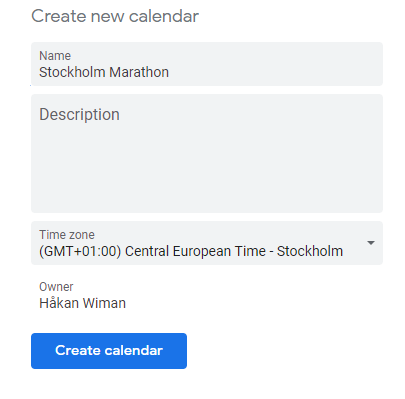 Create new calendar
Name
Stockholm Marathon
Description
Time zone
(GMT+01:00) Central European Time - Stockholm
Owner
Håkan Wiman
Create calendar